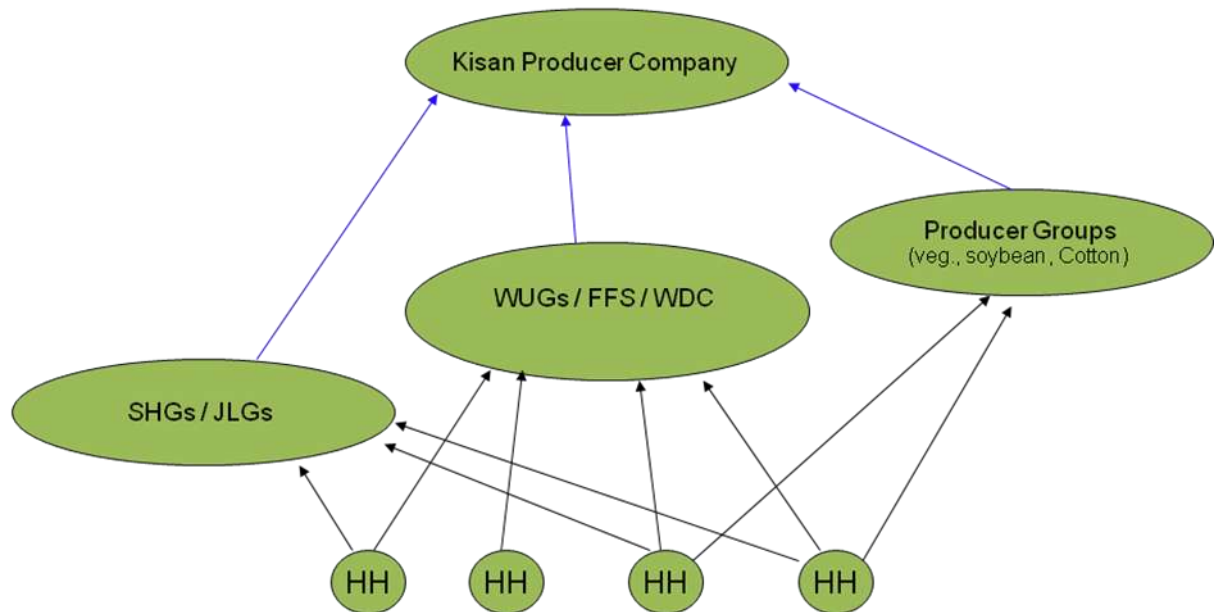 Kisan Producer Company
Producer Groups
(veg., soybean, Cotton)
WUGs / FFS / WDC
SHGs / JLGs
HH
HH
HH
HH